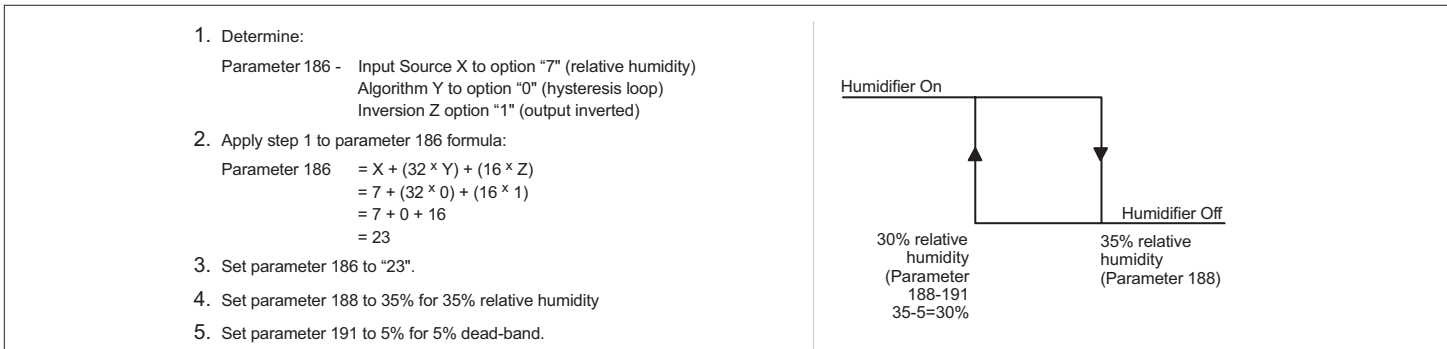 1. Determine:
Parameter 186 - Input Source X to option “7" (relative humidity)
Algorithm Y to option “0" (hysteresis loop)
Inversion Z option “1" (output inverted)
2. Apply step 1 to parameter 186 formula:
Parameter 186 = X + (32 x Y) + (16 x Z)
= 7 + (32 x 0) + (16 x 1)
= 7 + 0 + 16
= 23
3. Set parameter 186 to “23".
4. Set parameter 188 to 35% for 35% relative humidity
5. Set parameter 191 to 5% for 5% dead-band.
Humidifier On
Humidifier Off
30% relative
humidity
(Parameter
188-191
35-5=30%
35% relative
humidity
(Parameter 188)